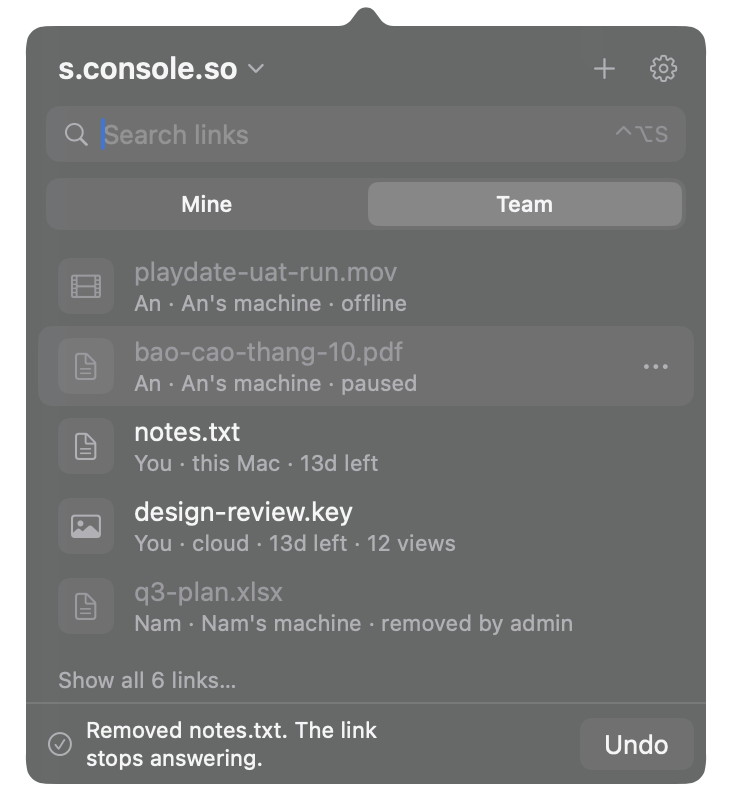 s.console.so
Search links ⌃⌥S
Mine Team
playdate-uat-run.mov
An · An's machine · offline
bao-cao-thang-10.pdf
An · An's machine · paused
notes.txt
You · this Mac · 13d left
design-review.key
You · cloud · 13d left · 12 views
q3-plan.xlsx
Nam · Nam's machine · removed by admin
Show all 6 links...
Removed notes.txt. The link
stops answering.
Undo